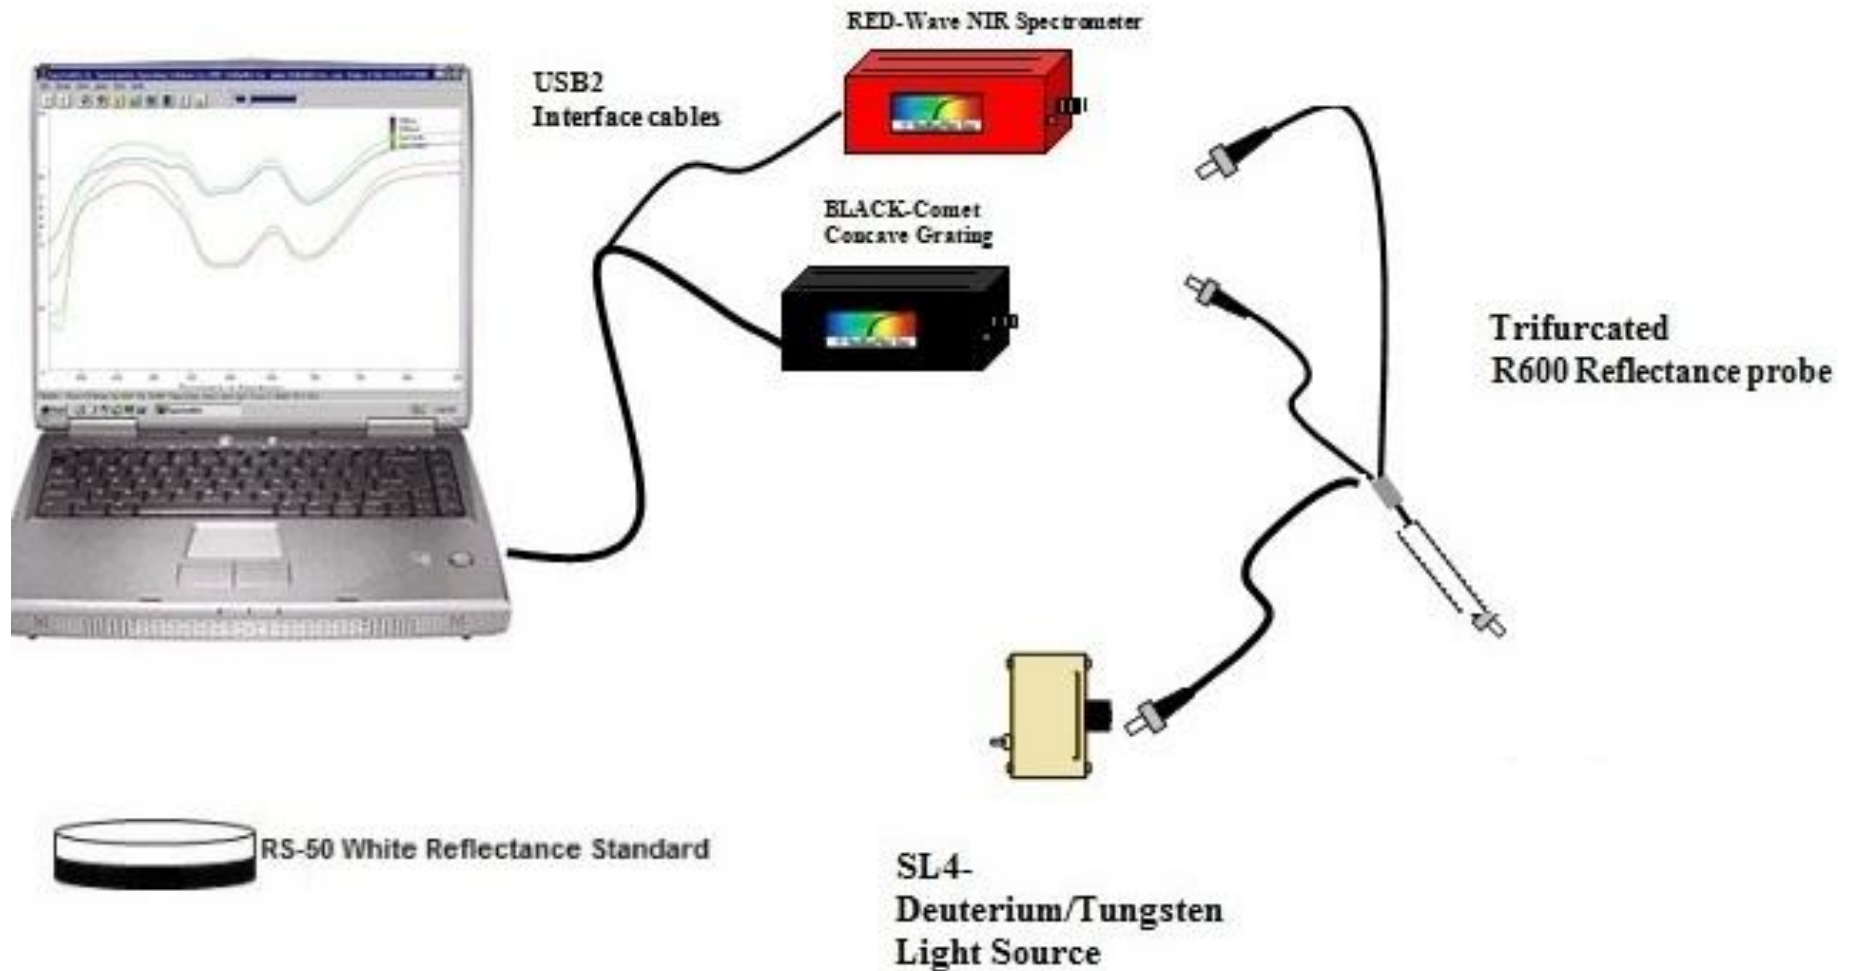 RED-Wave NIR Spectrometer
USB2
Interface cables
BLACK-Comet
Concave Grating
Trifurcated
R600 Reflectance probe
RS-50 White Reflectance Standard
SL4-
Deuterium/Tungsten
Light Source